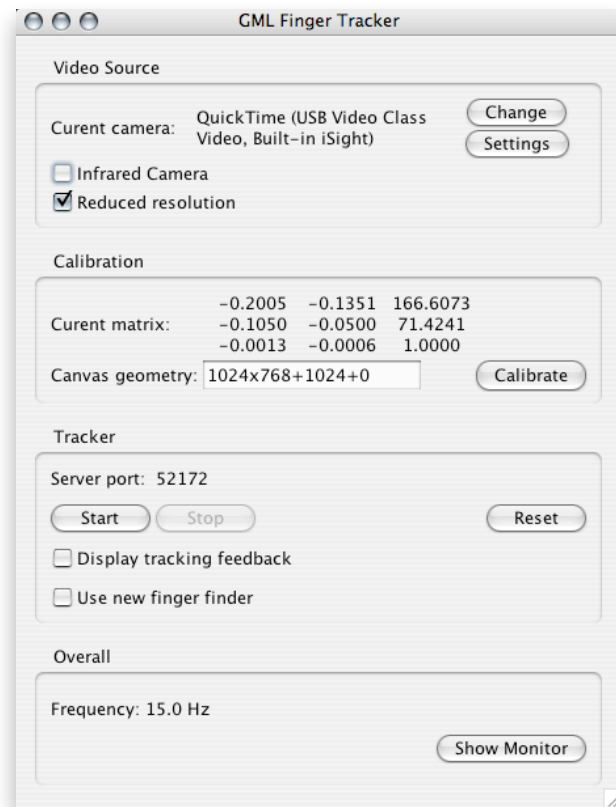 GML Finger Tracker
Video Source
Curent camera: QuickTime (USB Video Class
Video, Built-in iSight)
Change
Settings
Infrared Camera
Reduced resolution
Calibration
-0.2005 -0.1351 166.6073
Curent matrix: -0.1050 -0.0500 71.4241
-0.0013 -0.0006 1.0000
Canvas geometry: 1024x768+1024+0 Calibrate
Tracker
Server port: 52172
Start Stop Reset
Display tracking feedback
Use new finger finder
Overall
Frequency: 15.0 Hz
Show Monitor